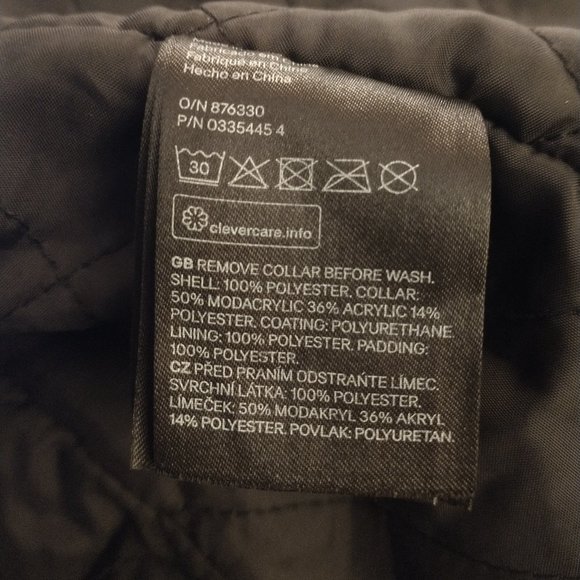 Fabriqué en Chine
Hecho en China
O/N 876330
P/N 0335445 4
30
clevercare.info
GB REMOVE COLLAR BEFORE WASH.
SHELL: 100% POLYESTER. COLLAR:
50% MODACRYLIC 36% ACRYLIC 14%
POLYESTER. COATING: POLYURETHANE.
LINING: 100% POLYESTER. PADDING:
100% POLYESTER.
CZ PŘED PRANÍM ODSTRAŇTE LÍMEC.
SVRCHNÍ LÁTKA: 100% POLYESTER.
LÍMEČEK: 50% MODAKRYL 36% AKRYL
14% POLYESTER. POVLAK: POLYURETAN.